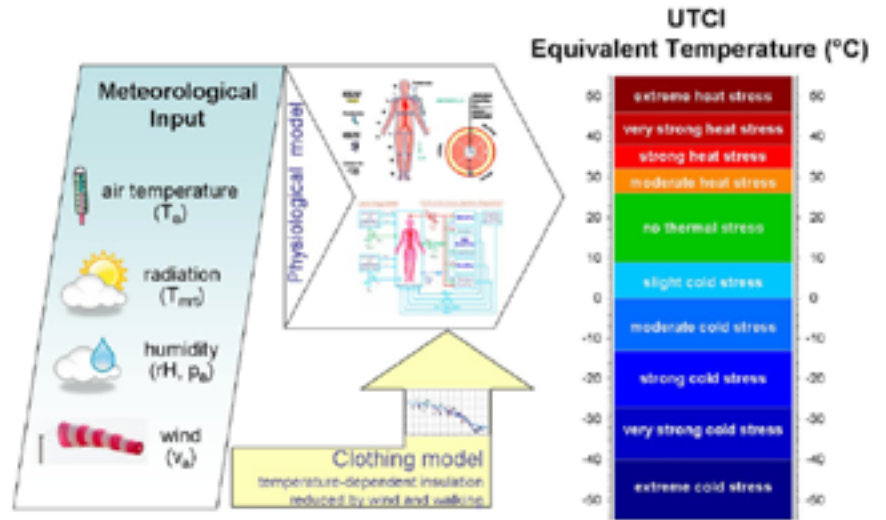 UTCI
Equivalent Temperature (°C)
Meteorological
Input
air temperature
(Ta)
radiation
(Tmrt)
humidity
(rH, pa)
wind
(va)
Physiological model
Clothing model
temperature-dependent insulation
reduced by wind and walking
50 extreme heat stress 50
very strong heat stress
40 40
strong heat stress
30 moderate heat stress 30
20 20
no thermal stress
10 10
slight cold stress
0 0
moderate cold stress
-10 -10
-20 strong cold stress -20
-30 -30
very strong cold stress
-40 -40
extreme cold stress
-50 -50